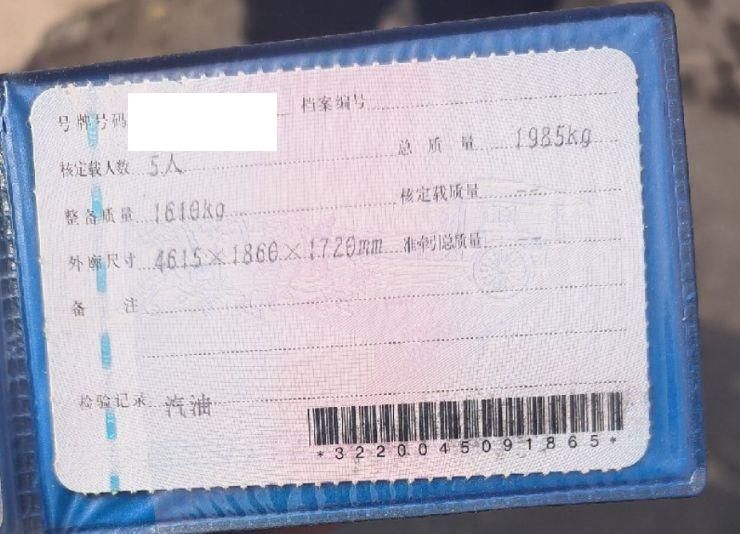 号牌号码 档案编号
核定载人数 5人 总质量 1985kg
整备质量 1610kg 核定载质量 --
外廓尺寸 4615×1860×1720mm 准牵引总质量 --
备注
检验记录 汽油
*3220045091865*